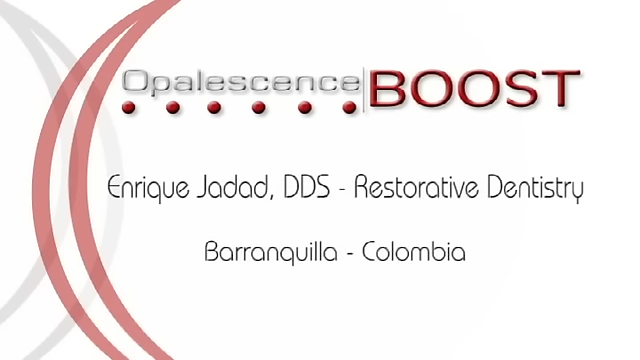 Opalescence BOOST
Enrique Jadad, DDS - Restorative Dentistry
Barranquilla - Colombia